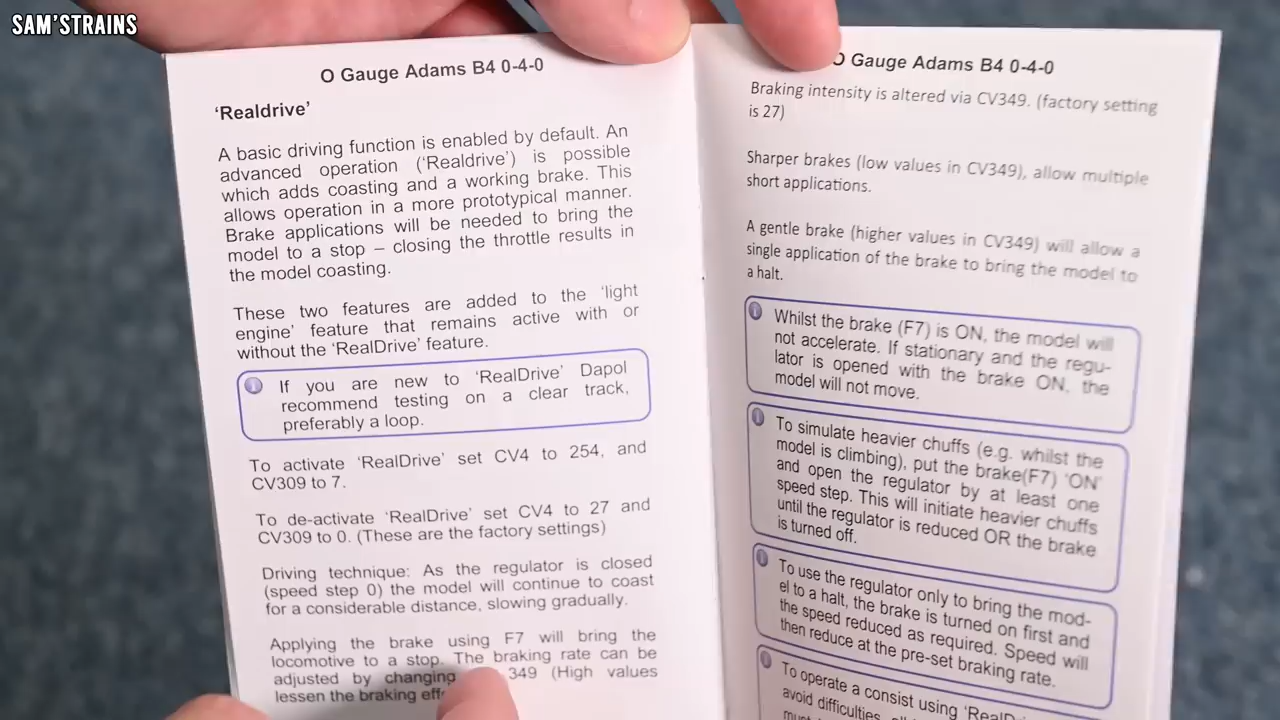 SAM'STRAINS
O Gauge Adams B4 0-4-0
'Realdrive'
A basic driving function is enabled by default. An
advanced operation ('Realdrive') is possible
which adds coasting and a working brake. This
allows operation in a more prototypical manner.
Brake applications will be needed to bring the
model to a stop – closing the throttle results in
the model coasting.
These two features are added to the 'light
engine' feature that remains active with or
without the 'RealDrive' feature.
If you are new to 'RealDrive' Dapol
recommend testing on a clear track,
preferably a loop.
To activate 'RealDrive' set CV4 to 254, and
CV309 to 7.
To de-activate 'RealDrive' set CV4 to 27 and
CV309 to 0. (These are the factory settings)
Driving technique: As the regulator is closed
(speed step 0) the model will continue to coast
for a considerable distance, slowing gradually.
Applying the brake using F7 will bring the
locomotive to a stop. The braking rate can be
adjusted by changing 349 (High values
lessen the braking
O Gauge Adams B4 0-4-0
Braking intensity is altered via CV349. (factory setting
is 27)
Sharper brakes (low values in CV349), allow multiple
short applications.
A gentle brake (higher values in CV349) will allow a
single application of the brake to bring the model to
a halt.
Whilst the brake (F7) is ON, the model will
not accelerate. If stationary and the regu-
lator is opened with the brake ON, the
model will not move.
To simulate heavier chuffs (e.g. whilst the
model is climbing), put the brake(F7) 'ON'
and open the regulator by at least one
speed step. This will initiate heavier chuffs
until the regulator is reduced OR the brake
is turned off.
To use the regulator only to bring the mod-
el to a halt, the brake is turned on first and
the speed reduced as required. Speed will
then reduce at the pre-set braking rate.
To operate a consist using
avoid difficulties,